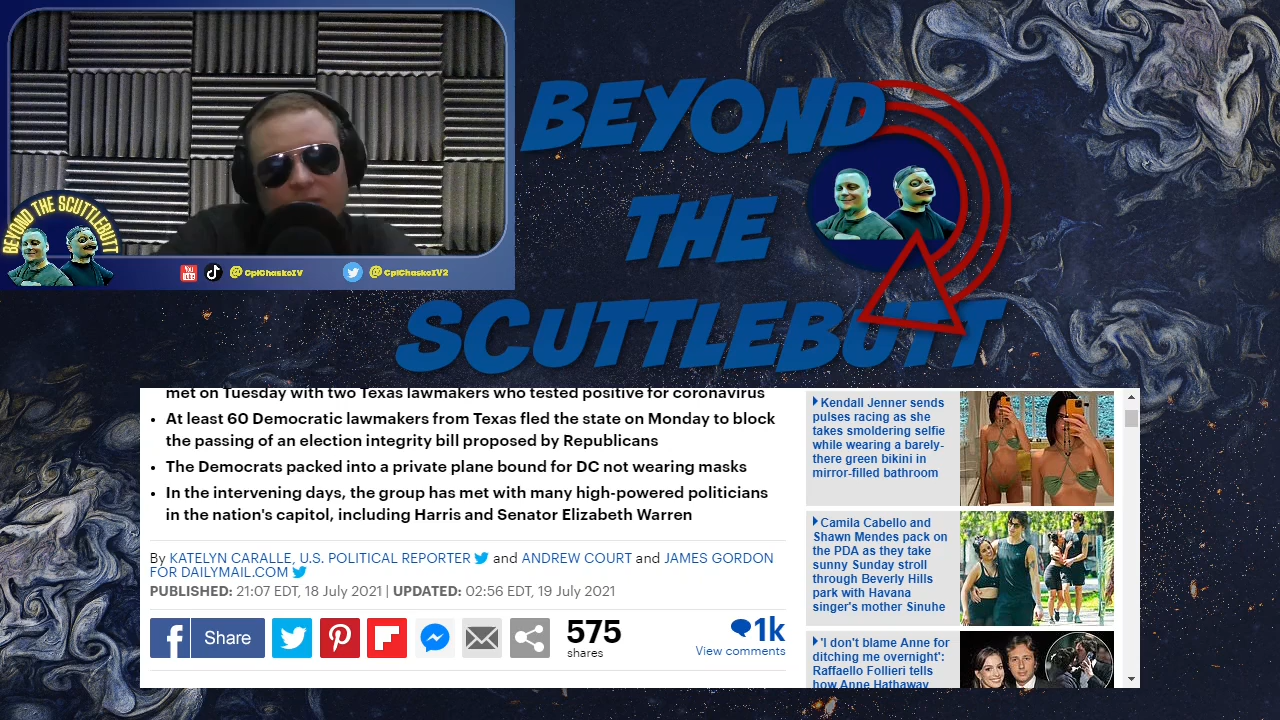 BEYOND THE SCUTTLEBUTT
You Tube
@CplChaskoIV
@CplChaskoIV2
BEYOND
THE
SCUTTLEBUTT
met on Tuesday with two Texas lawmakers who tested positive for coronavirus
• At least 60 Democratic lawmakers from Texas fled the state on Monday to block
the passing of an election integrity bill proposed by Republicans
• The Democrats packed into a private plane bound for DC not wearing masks
• In the intervening days, the group has met with many high-powered politicians
in the nation's capitol, including Harris and Senator Elizabeth Warren
By KATELYN CARALLE, U.S. POLITICAL REPORTER and ANDREW COURT and JAMES GORDON
FOR DAILYMAIL.COM
PUBLISHED: 21:07 EDT, 18 July 2021 | UPDATED: 02:56 EDT, 19 July 2021
f Share
575
shares
1k
View comments
Kendall Jenner sends
pulses racing as she
takes smoldering selfie
while wearing a barely-
there green bikini in
mirror-filled bathroom
Camila Cabello and
Shawn Mendes pack on
the PDA as they take
sunny Sunday stroll
through Beverly Hills
park with Havana
singer's mother Sinuhe
'I don't blame Anne for
ditching me overnight':
Raffaello Follieri tells
how Anne Hathaway